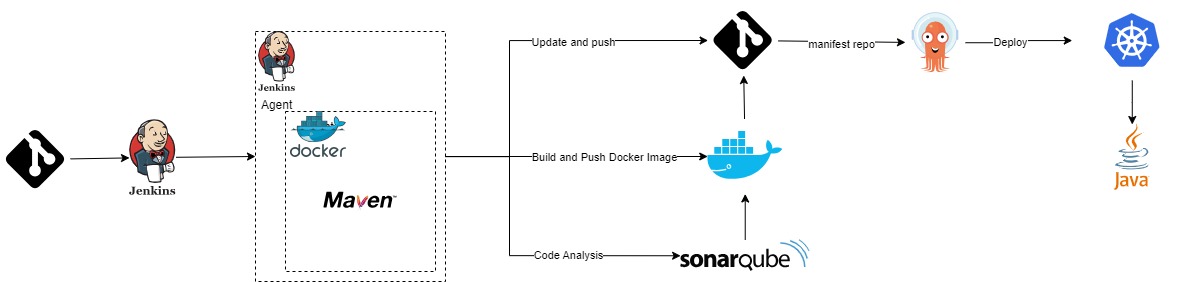 Jenkins
Jenkins
Agent
docker
Maven™
Update and push
manifest repo
Deploy
Build and Push Docker Image
Code Analysis
sonarqube
Java